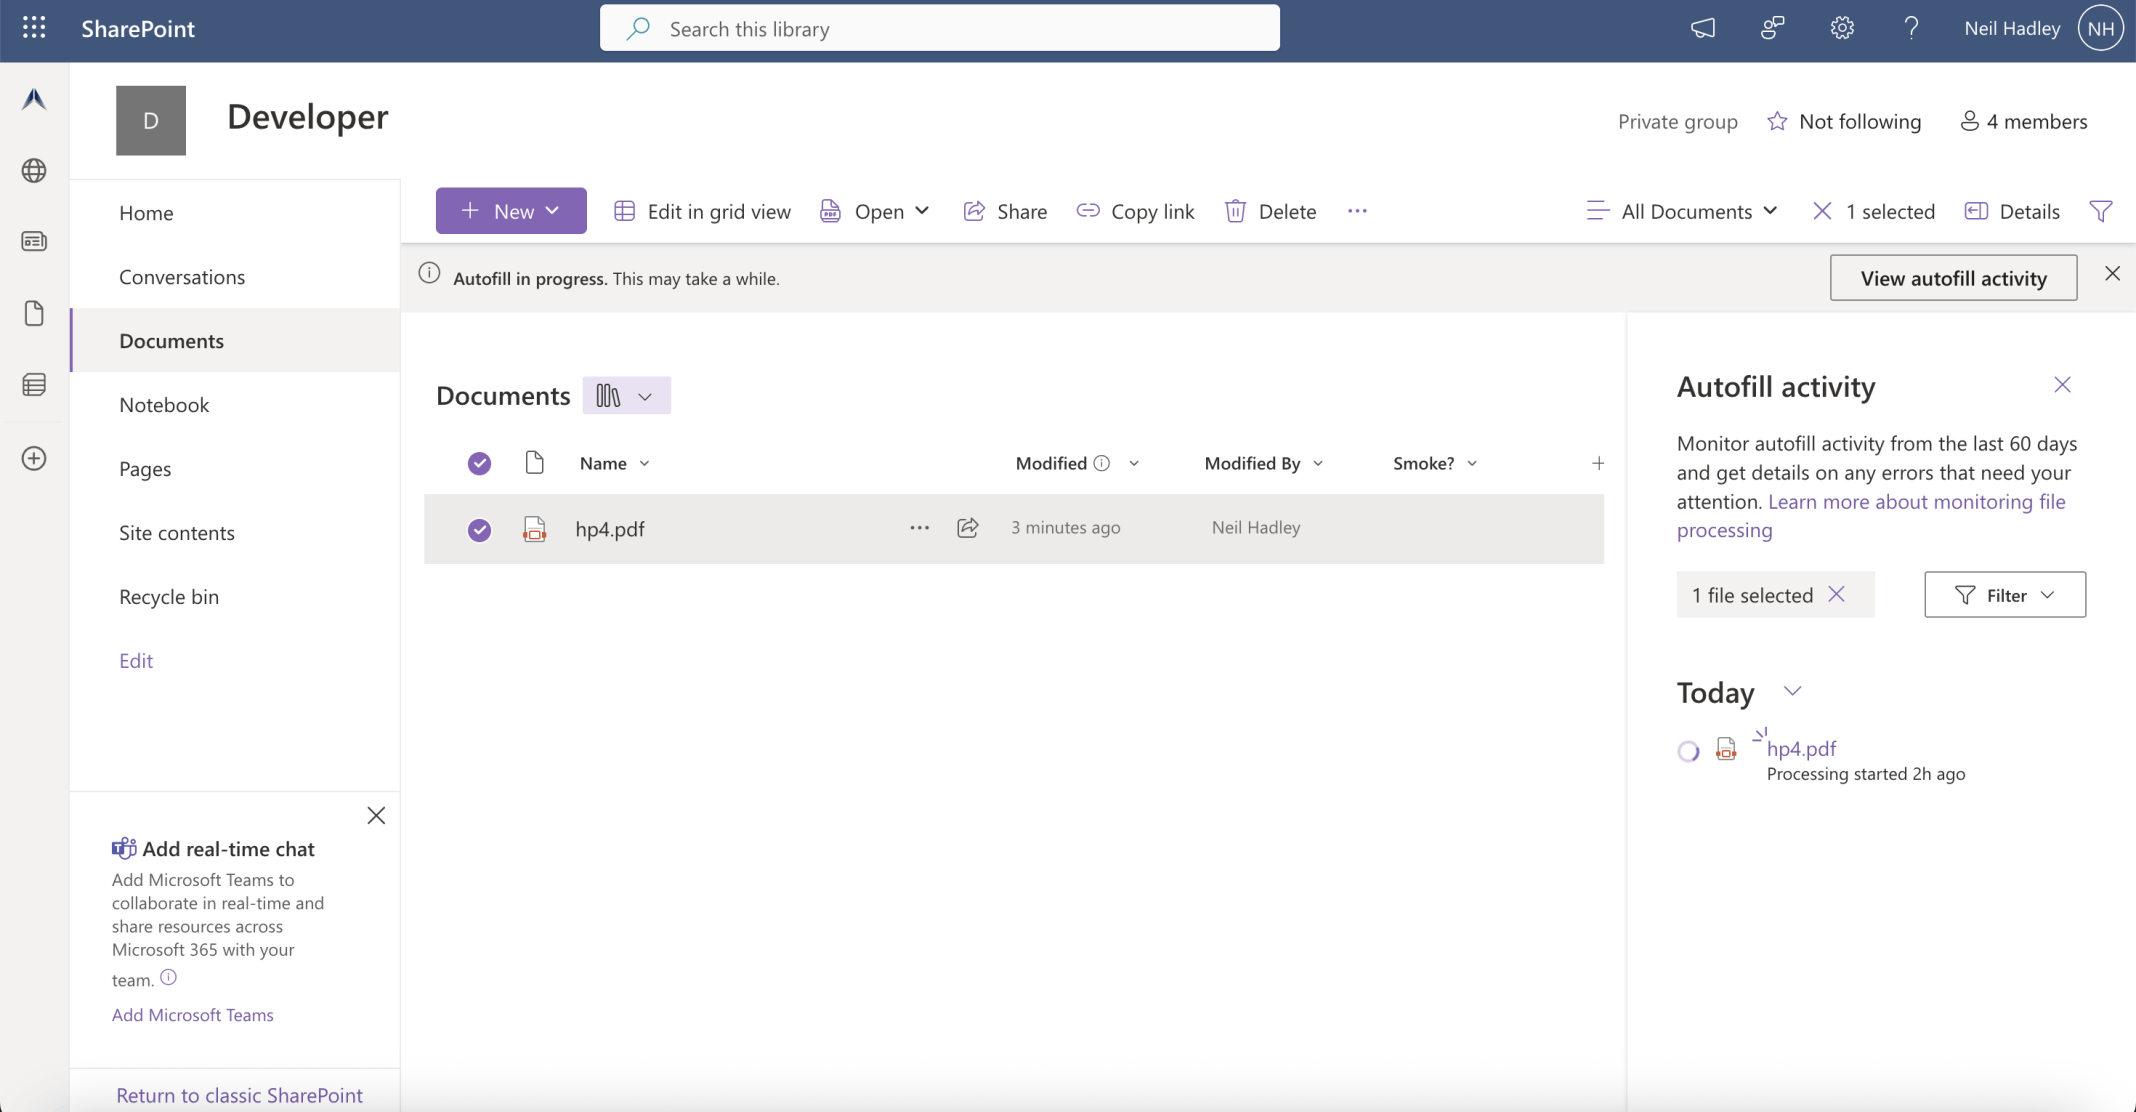 SharePoint
Search this library
Neil Hadley
NH
D
Developer
Private group
Not following
4 members
Home
Conversations
Documents
Notebook
Pages
Site contents
Recycle bin
Edit
Add real-time chat
Add Microsoft Teams to
collaborate in real-time and
share resources across
Microsoft 365 with your
team.
Add Microsoft Teams
Return to classic SharePoint
+ New
Edit in grid view
Open
Share
Copy link
Delete
...
All Documents
1 selected
Details
Autofill in progress. This may take a while.
View autofill activity
Documents
Name
Modified
Modified By
Smoke?
hp4.pdf
...
3 minutes ago
Neil Hadley
Autofill activity
Monitor autofill activity from the last 60 days
and get details on any errors that need your
attention. Learn more about monitoring file
processing
1 file selected
Filter
Today
hp4.pdf
Processing started 2h ago